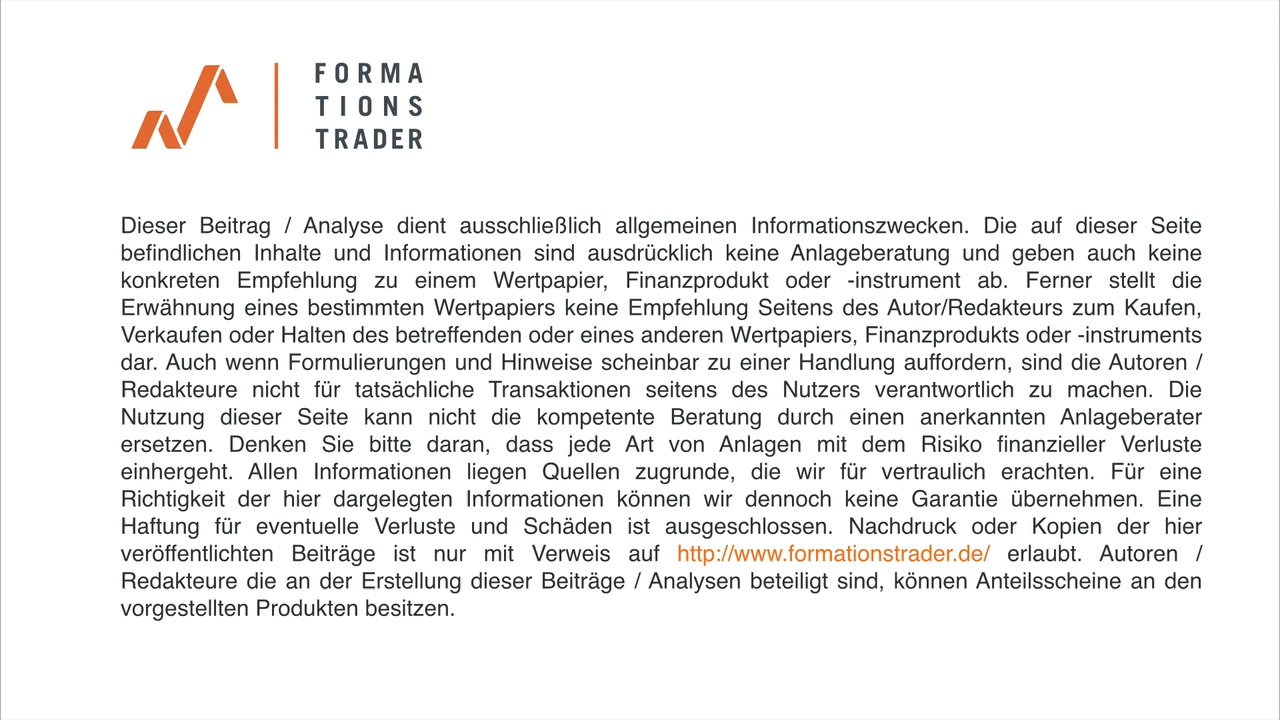 FORMA
TIONS
TRADER
Dieser Beitrag / Analyse dient ausschließlich allgemeinen Informationszwecken. Die auf dieser Seite
befindlichen Inhalte und Informationen sind ausdrücklich keine Anlageberatung und geben auch keine
konkreten Empfehlung zu einem Wertpapier, Finanzprodukt oder -instrument ab. Ferner stellt die
Erwähnung eines bestimmten Wertpapiers keine Empfehlung Seitens des Autor/Redakteurs zum Kaufen,
Verkaufen oder Halten des betreffenden oder eines anderen Wertpapiers, Finanzprodukts oder -instruments
dar. Auch wenn Formulierungen und Hinweise scheinbar zu einer Handlung auffordern, sind die Autoren /
Redakteure nicht für tatsächliche Transaktionen seitens des Nutzers verantwortlich zu machen. Die
Nutzung dieser Seite kann nicht die kompetente Beratung durch einen anerkannten Anlageberater
ersetzen. Denken Sie bitte daran, dass jede Art von Anlagen mit dem Risiko finanzieller Verluste
einhergeht. Allen Informationen liegen Quellen zugrunde, die wir für vertraulich erachten. Für eine
Richtigkeit der hier dargelegten Informationen können wir dennoch keine Garantie übernehmen. Eine
Haftung für eventuelle Verluste und Schäden ist ausgeschlossen. Nachdruck oder Kopien der hier
veröffentlichten Beiträge ist nur mit Verweis auf http://www.formationstrader.de/ erlaubt. Autoren /
Redakteure die an der Erstellung dieser Beiträge / Analysen beteiligt sind, können Anteilsscheine an den
vorgestellten Produkten besitzen.